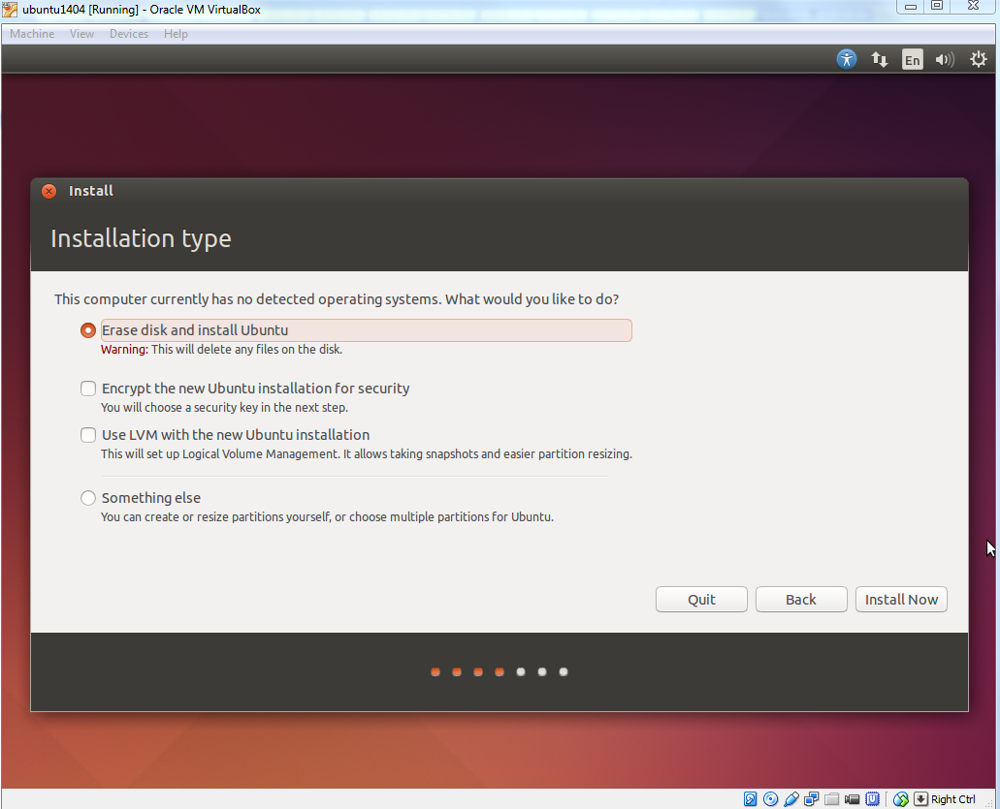 ubuntu1404 [Running] - Oracle VM VirtualBox
Machine View Devices Help
En
Install
Installation type
This computer currently has no detected operating systems. What would you like to do?
Erase disk and install Ubuntu
Warning: This will delete any files on the disk.
Encrypt the new Ubuntu installation for security
You will choose a security key in the next step.
Use LVM with the new Ubuntu installation
This will set up Logical Volume Management. It allows taking snapshots and easier partition resizing.
Something else
You can create or resize partitions yourself, or choose multiple partitions for Ubuntu.
Quit Back Install Now
Right Ctrl